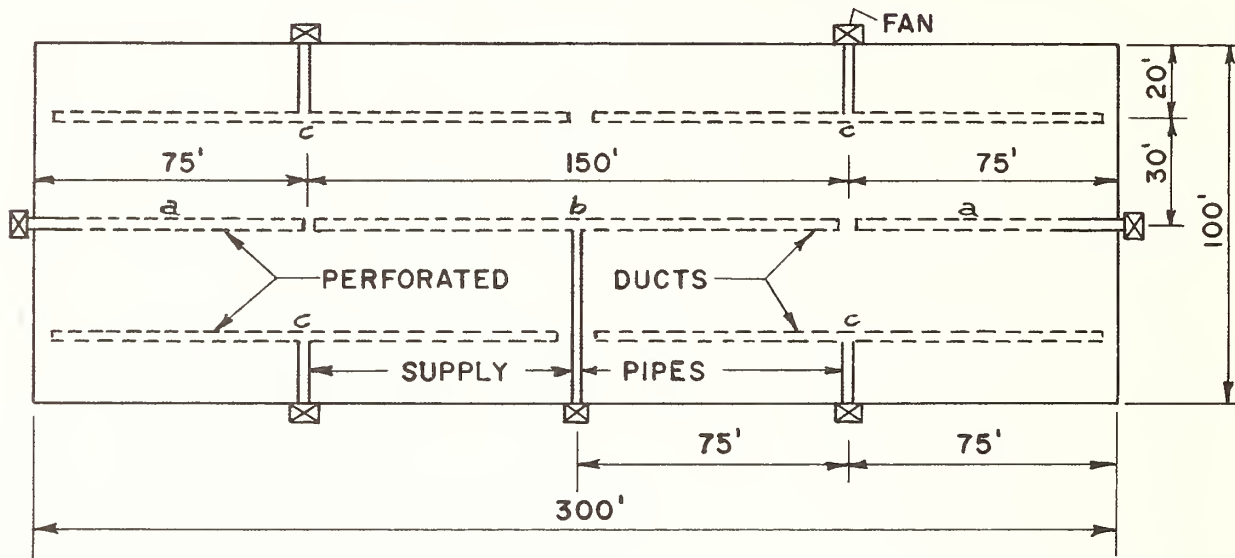 FAN
20'
c
c
30'
75'
150'
75'
100'
a
b
a
PERFORATED
DUCTS
c
c
SUPPLY
PIPES
75'
75'
300'